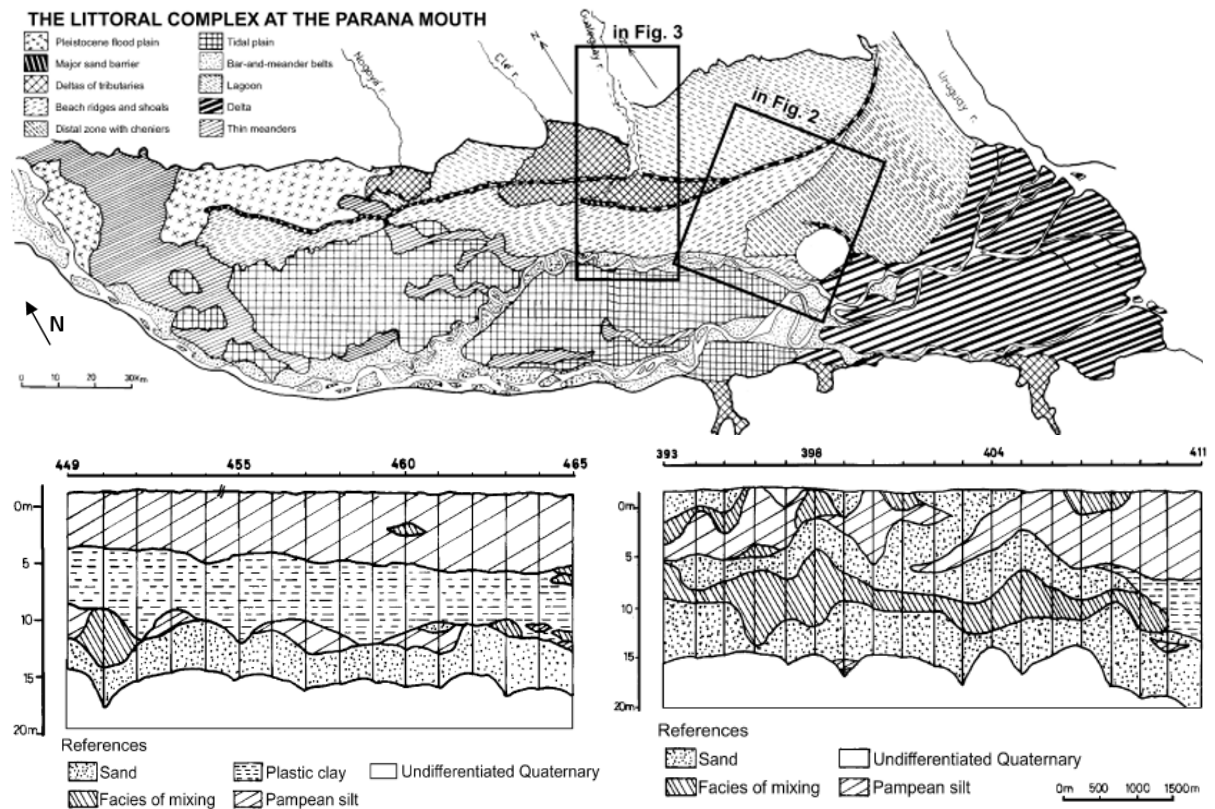 THE LITTORAL COMPLEX AT THE PARANA MOUTH
Pleistocene flood plain
Major sand barrier
Deltas of tributaries
Beach ridges and shoals
Distal zone with cheniers
Tidal plain
Bar-and-meander belts
Lagoon
Delta
Thin meanders
Nogoyá r.
Clé r.
N
Gualeguay r.
N
in Fig. 3
in Fig. 2
Uruguay r.
N
0 10 20 30Km.
449 455 460 465
0m
5
10
15
20m
References
Sand
Plastic clay
Undifferentiated Quaternary
Facies of mixing
Pampean silt
393 398 404 411
0m
5
10
15
20m
References
Sand
Undifferentiated Quaternary
Facies of mixing
Pampean silt
0m 500 1000 1500m